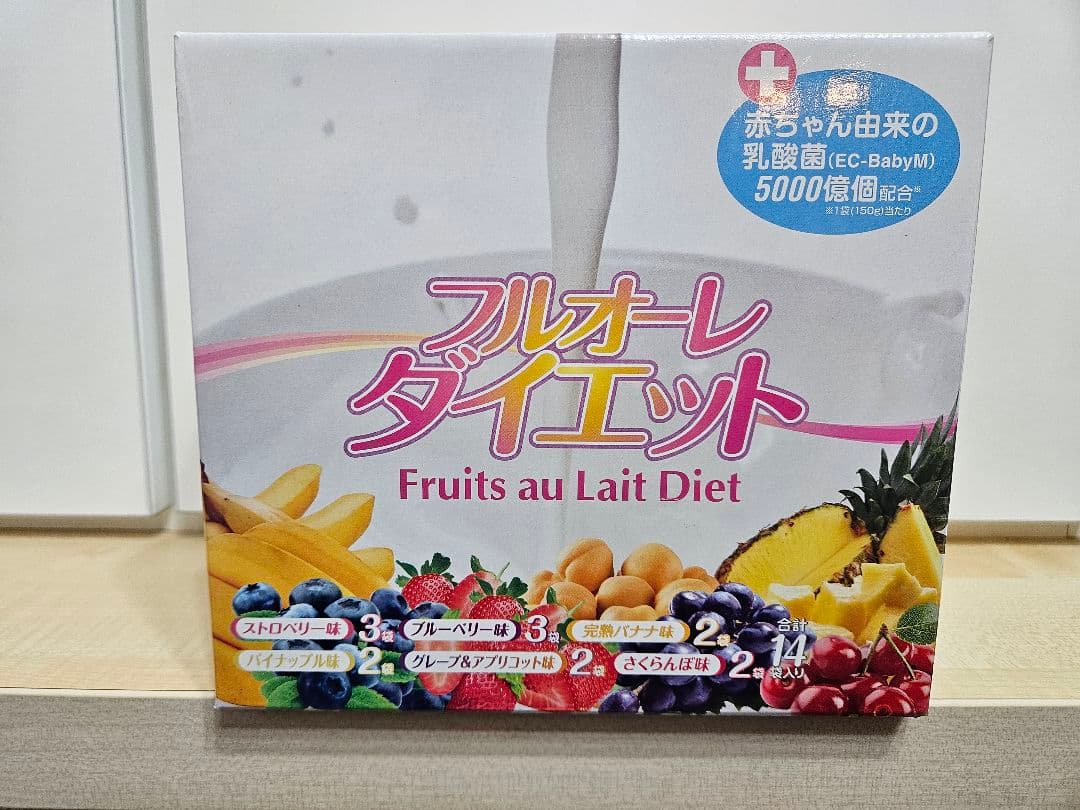 赤ちゃん由来の
乳酸菌(EC-BabyM)
5000億個配合※
※1袋(150g)当たり
フルオーレ
ダイエット
Fruits au Lait Diet
ストロベリー味 3袋 ブルーベリー味 3袋 完熟バナナ味 2袋
パイナップル味 2袋 グレープ&アプリコット味 2袋 さくらんぼ味 2袋
合計
14
袋入り